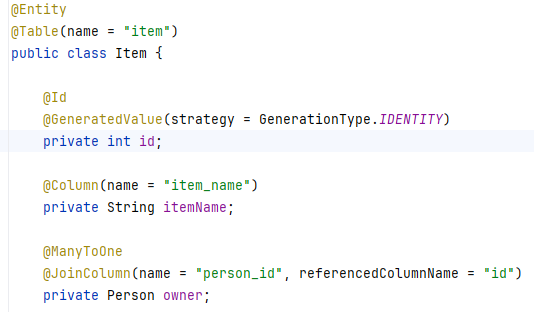 @Entity
@Table(name = "item")
public class Item {
@Id
@GeneratedValue(strategy = GenerationType.IDENTITY)
private int id;
@Column(name = "item_name")
private String itemName;
@ManyToOne
@JoinColumn(name = "person_id", referencedColumnName = "id")
private Person owner;